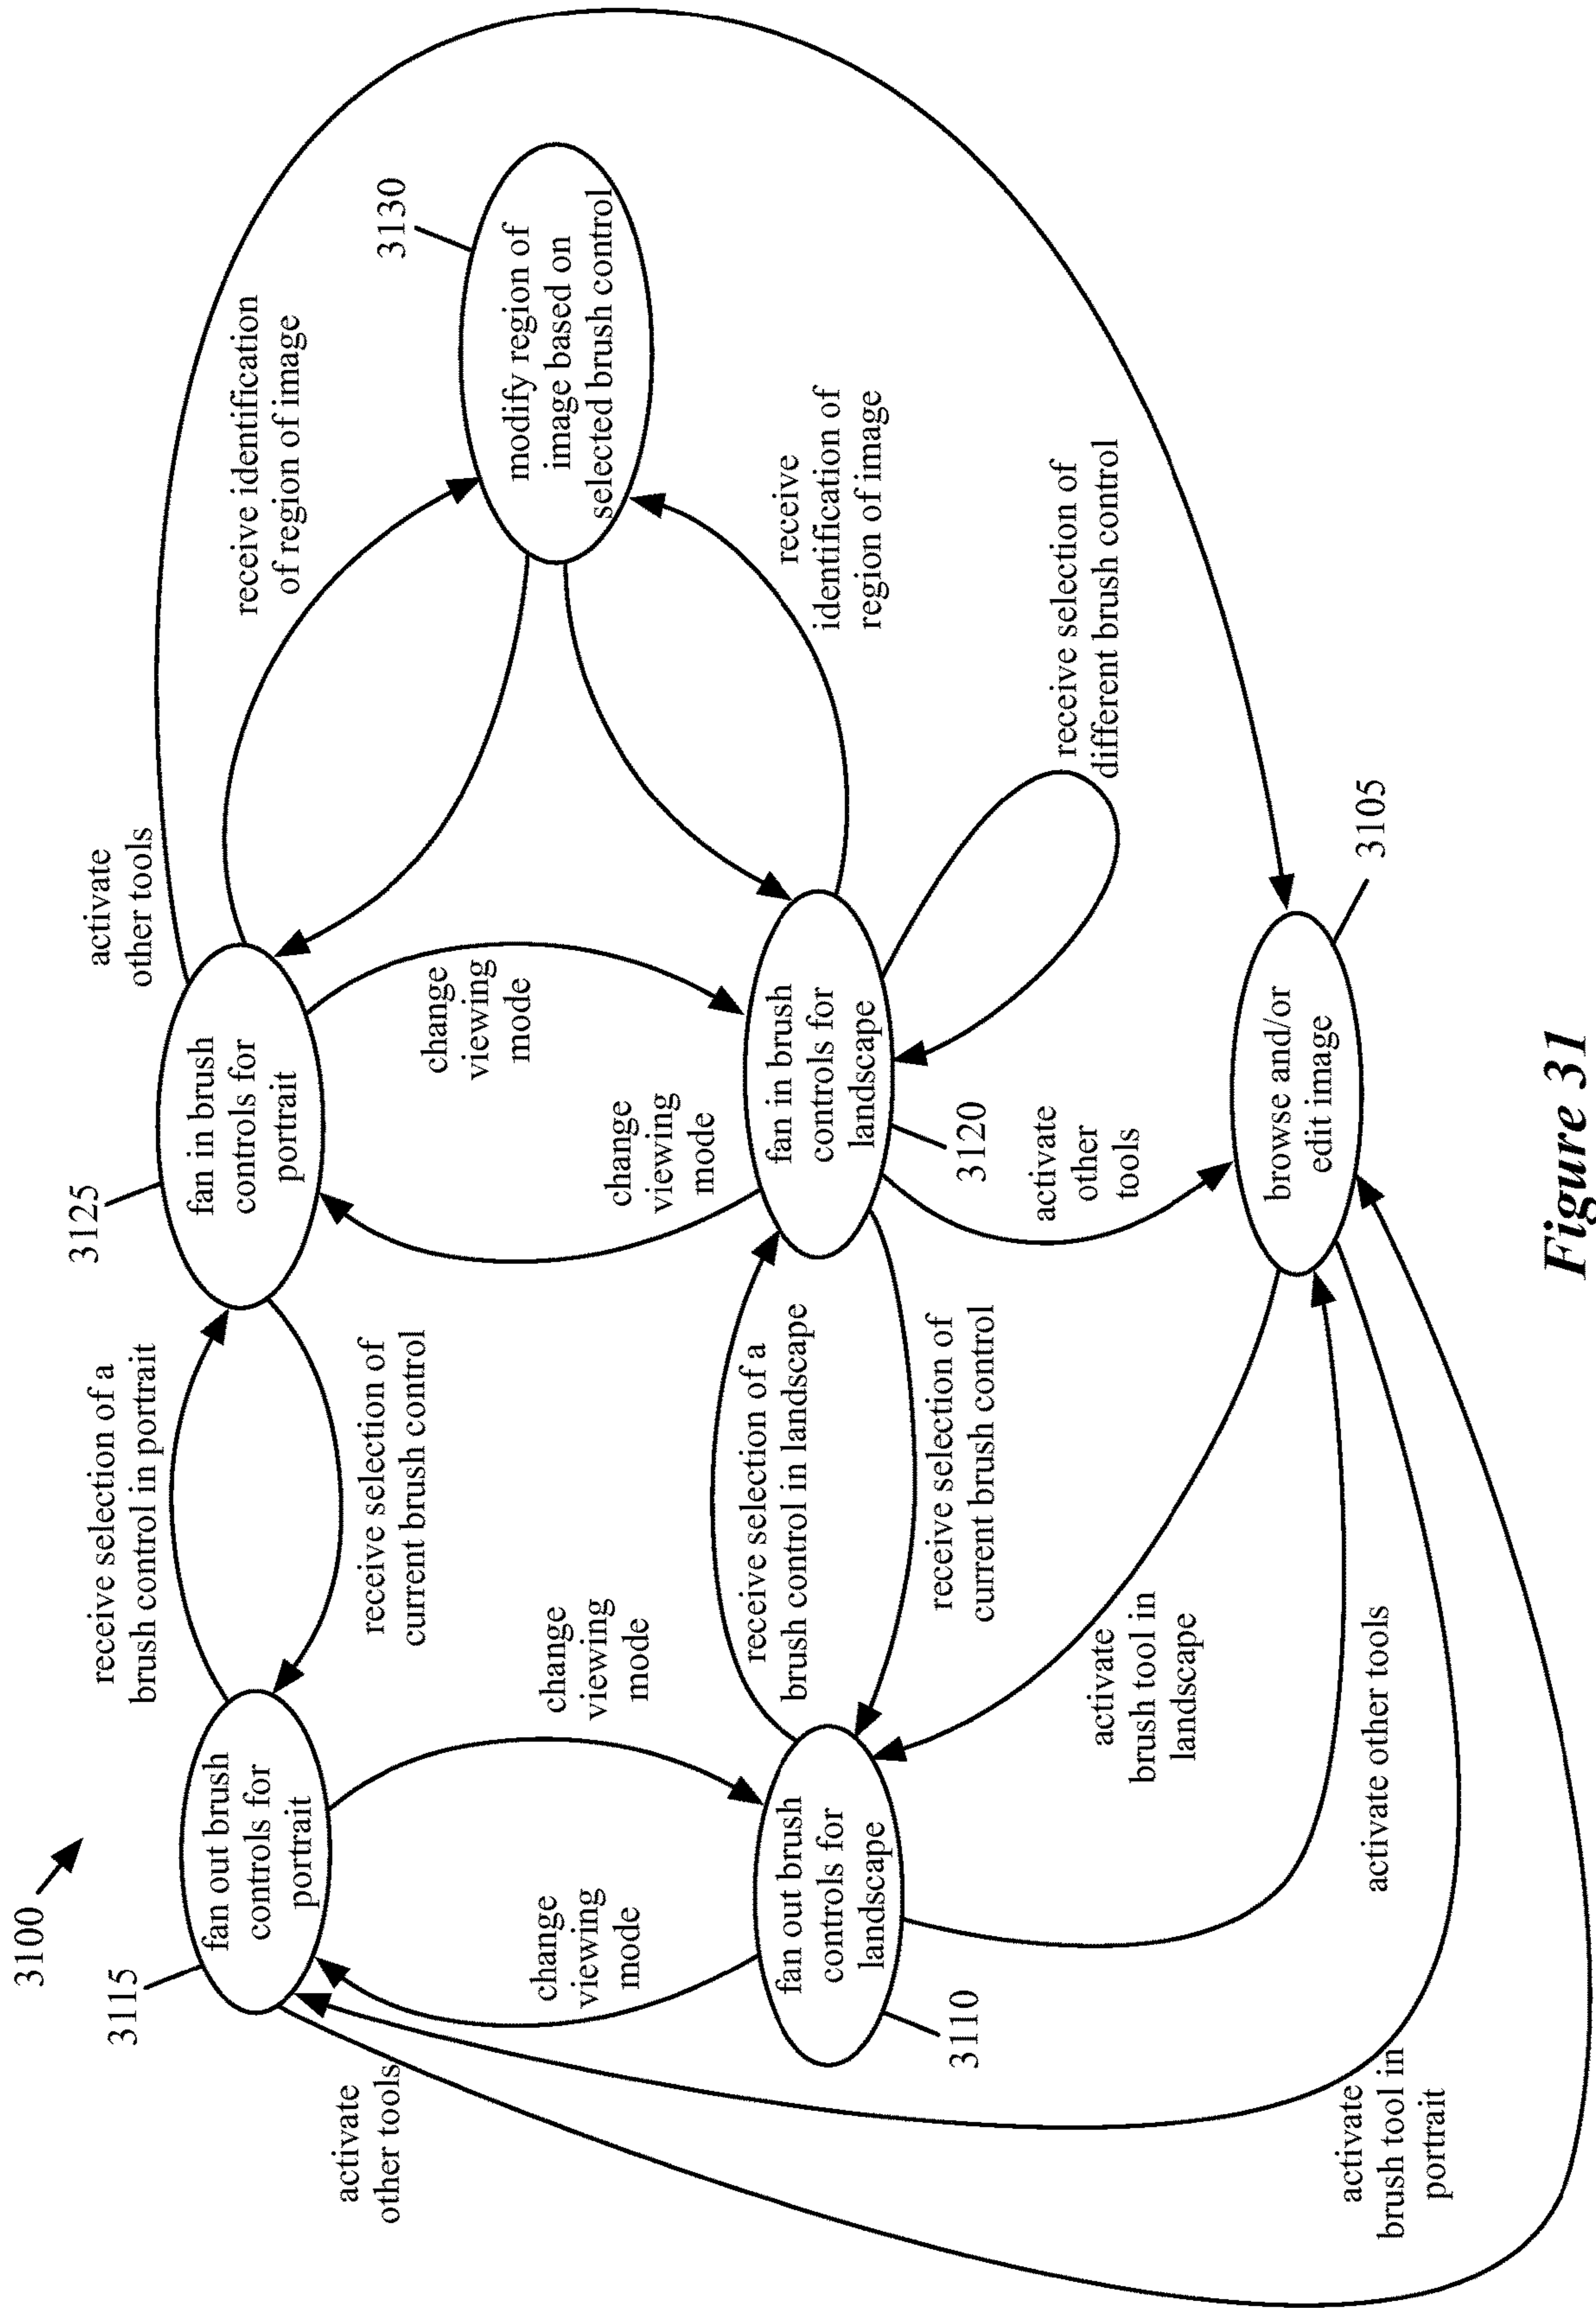 3100
3115
fan out brush
controls for
portrait
receive selection of a
brush control in portrait
receive selection of
current brush control
3125
fan in brush
controls for
portrait
activate
other tools
receive identification
of region of image
3130
modify region of
image based on
selected brush control
activate
other tools
change
viewing
mode
change
viewing
mode
change
viewing
mode
change
viewing
mode
3110
fan out brush
controls for
landscape
receive selection of a
brush control in landscape
receive selection of
current brush control
fan in brush
controls for
landscape
3120
receive
identification of
region of image
receive selection of
different brush control
activate
brush tool in
landscape
activate
other
tools
activate other tools
activate
brush tool in
portrait
browse and/or
edit image
3105
Figure 31